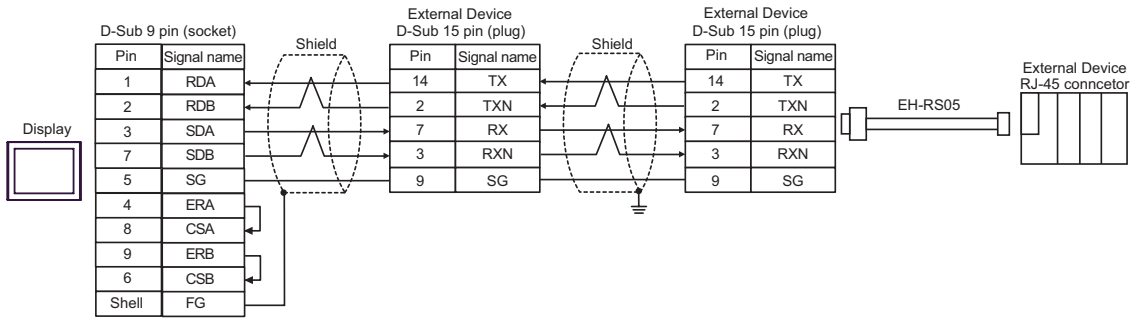 External Device External Device
D-Sub 9 pin (socket) D-Sub 15 pin (plug) D-Sub 15 pin (plug)
Shield Shield
Pin Signal name Pin Signal name Pin Signal name
External Device
RJ-45 conncetor
1 RDA 14 TX 14 TX
2 RDB 2 TXN 2 TXN
EH-RS05
Display
3 SDA 7 RX 7 RX
7 SDB 3 RXN 3 RXN
5 SG 9 SG 9 SG
4 ERA
8 CSA
9 ERB
6 CSB
Shell FG